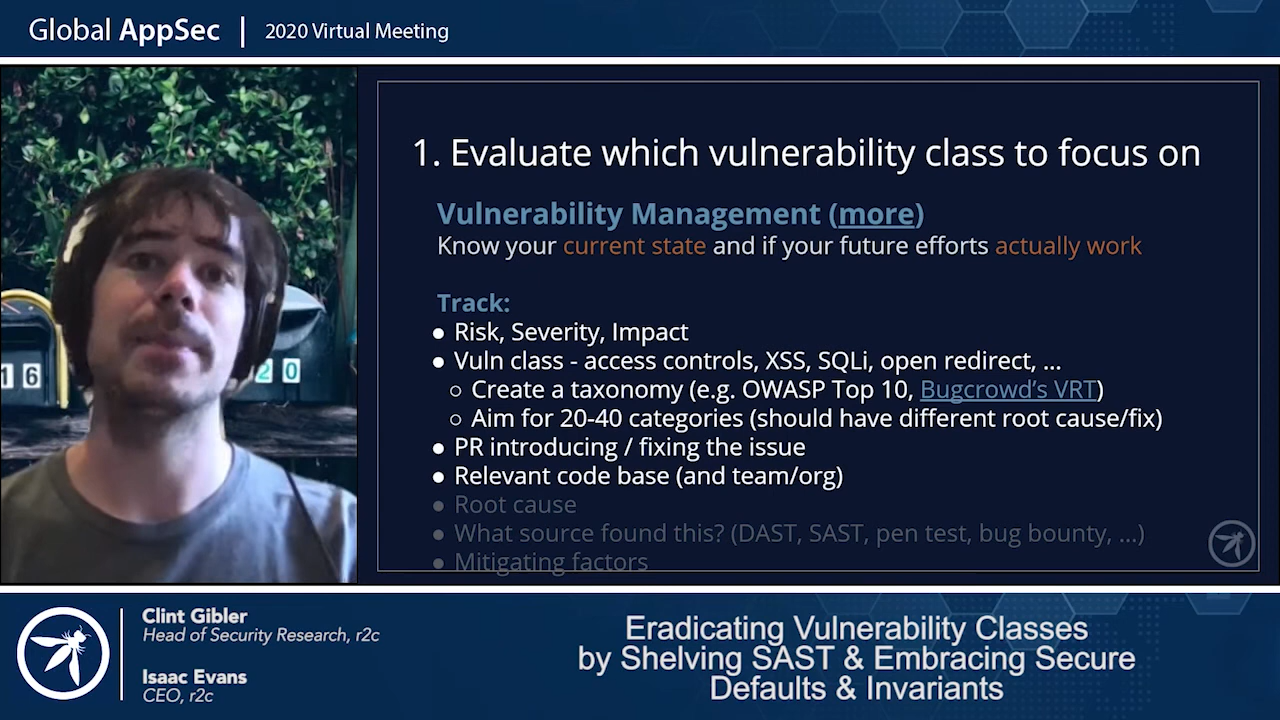 Global AppSec | 2020 Virtual Meeting
16
20
1. Evaluate which vulnerability class to focus on
Vulnerability Management (more)
Know your current state and if your future efforts actually work
Track:
● Risk, Severity, Impact
● Vuln class - access controls, XSS, SQLi, open redirect, ...
○ Create a taxonomy (e.g. OWASP Top 10, Bugcrowd's VRT)
○ Aim for 20-40 categories (should have different root cause/fix)
● PR introducing / fixing the issue
● Relevant code base (and team/org)
● Root cause
● What source found this? (DAST, SAST, pen test, bug bounty, ...)
● Mitigating factors
Clint Gibler
Head of Security Research, r2c
Isaac Evans
CEO, r2c
Eradicating Vulnerability Classes
by Shelving SAST & Embracing Secure
Defaults & Invariants